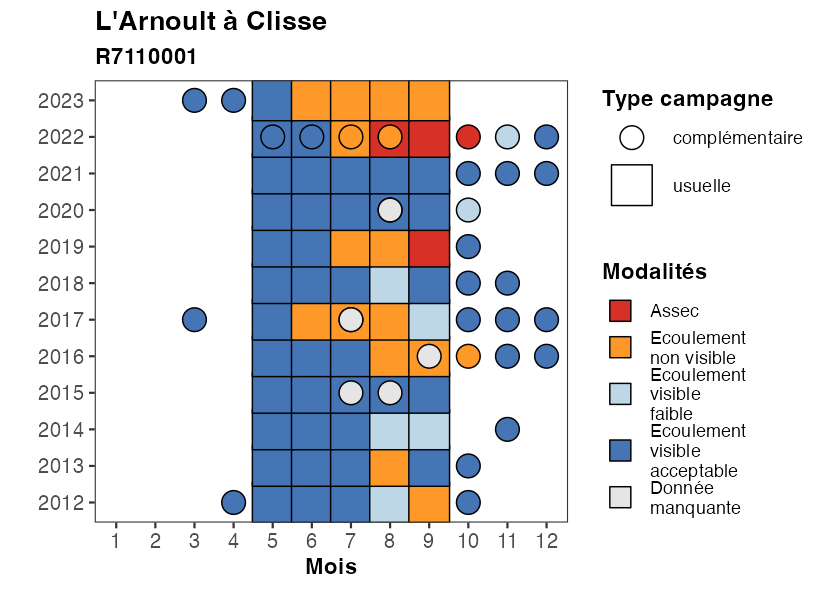 L'Arnoult à Clisse
R7110001
2023
2022
2021
2020
2019
2018
2017
2016
2015
2014
2013
2012
1 2 3 4 5 6 7 8 9 10 11 12
Mois
Type campagne
complémentaire
usuelle
Modalités
Assec
Ecoulement
non visible
Ecoulement
visible
faible
Ecoulement
visible
acceptable
Donnée
manquante